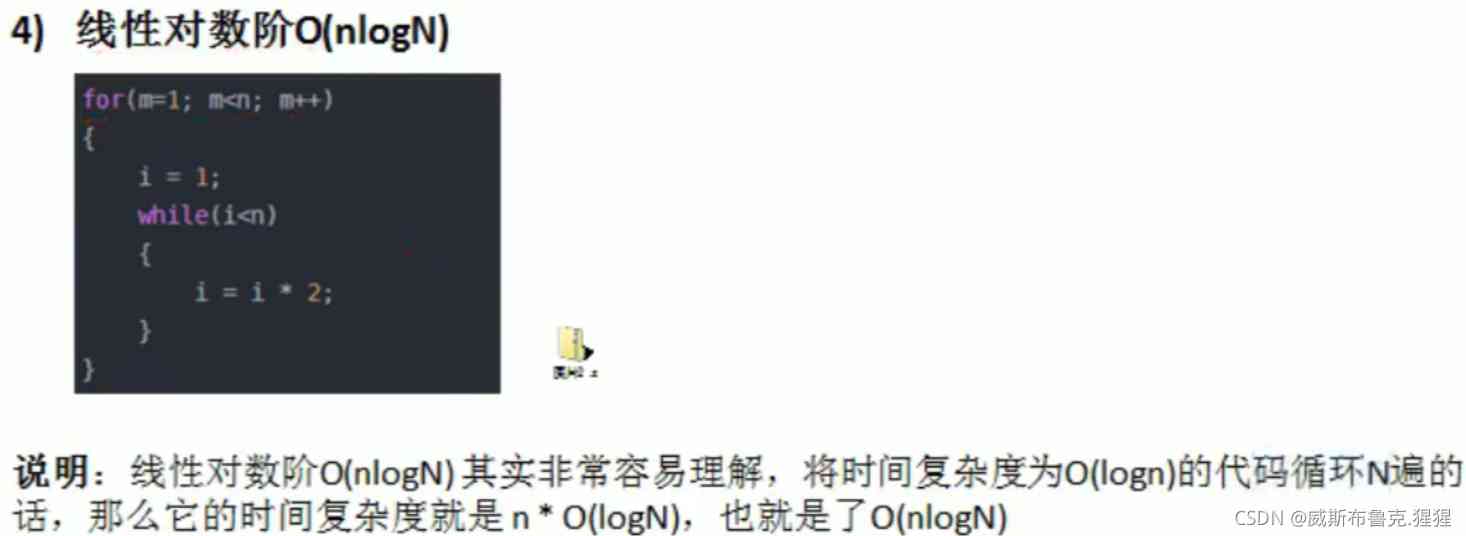 4) 线性对数阶O(nlogN)
for(m=1; m<n; m++)
{
i = 1;
while(i<n)
{
i = i * 2;
}
}
说明：线性对数阶O(nlogN) 其实非常容易理解，将时间复杂度为O(logn)的代码循环N遍的
话，那么它的时间复杂度就是 n * O(logN)，也就是了O(nlogN)
CSDN @威斯布鲁克.猩猩